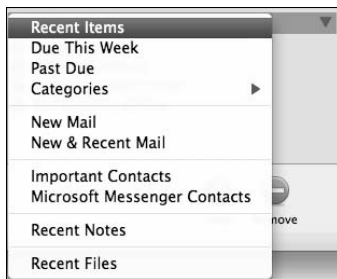 Recent Items
Due This Week
Past Due
Categories
New Mail
New & Recent Mail
Important Contacts
Microsoft Messenger Contacts
Recent Notes
Recent Files